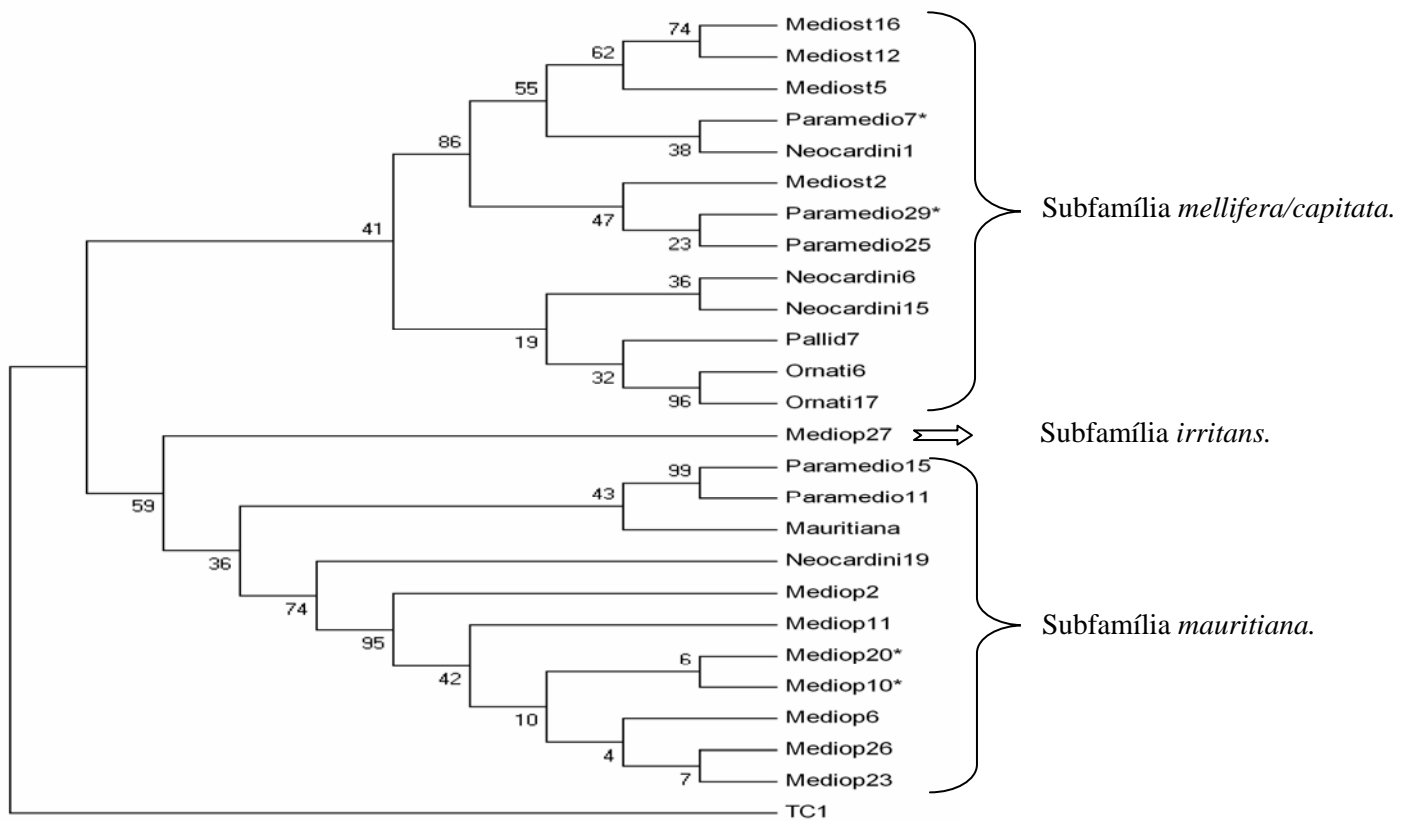 74
Mediost16
62
Mediost12
55
Mediost5
Paramedio7*
86
38
Neocardini1
Mediost2
47
Paramedio29*
Subfamília mellifera/capitata.
41
23
Paramedio25
36
Neocardini6
Neocardini15
19
Pallid7
32
Ornati6
96
Ornati17
Mediop27
Subfamília irritans.
99
Paramedio15
59
43
Paramedio11
Mauritiana
36
Neocardini19
74
Mediop2
Mediop11
Subfamília mauritiana.
95
6
Mediop20*
42
Mediop10*
10
Mediop6
4
Mediop26
7
Mediop23
TC1